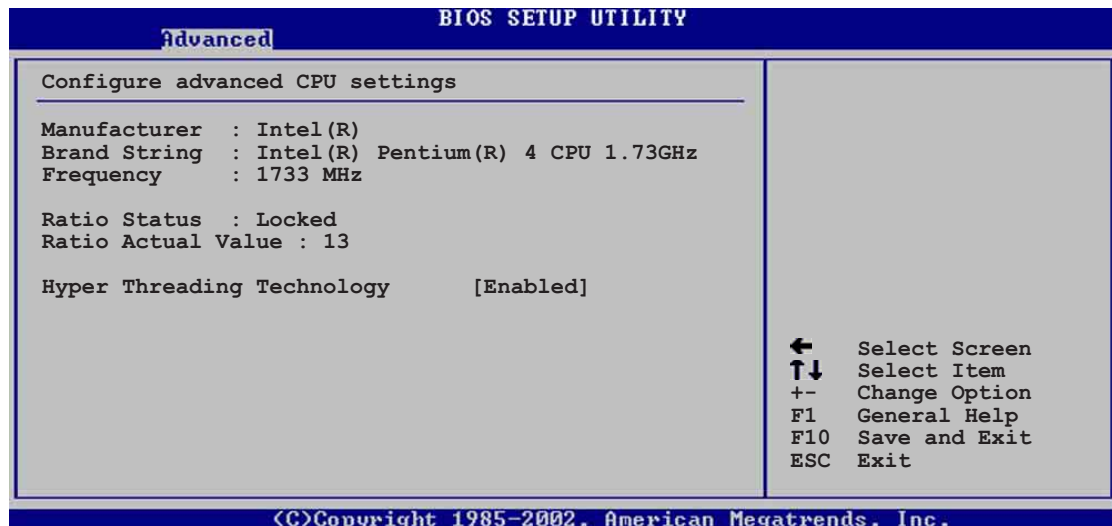 BIOS SETUP UTILITY
Advanced
Configure advanced CPU settings
Manufacturer : Intel(R)
Brand String : Intel(R) Pentium(R) 4 CPU 1.73GHz
Frequency : 1733 MHz
Ratio Status : Locked
Ratio Actual Value : 13
Hyper Threading Technology [Enabled]
← Select Screen
↑↓ Select Item
+- Change Option
F1 General Help
F10 Save and Exit
ESC Exit
(C)Copyright 1985-2002, American Megatrends, Inc.